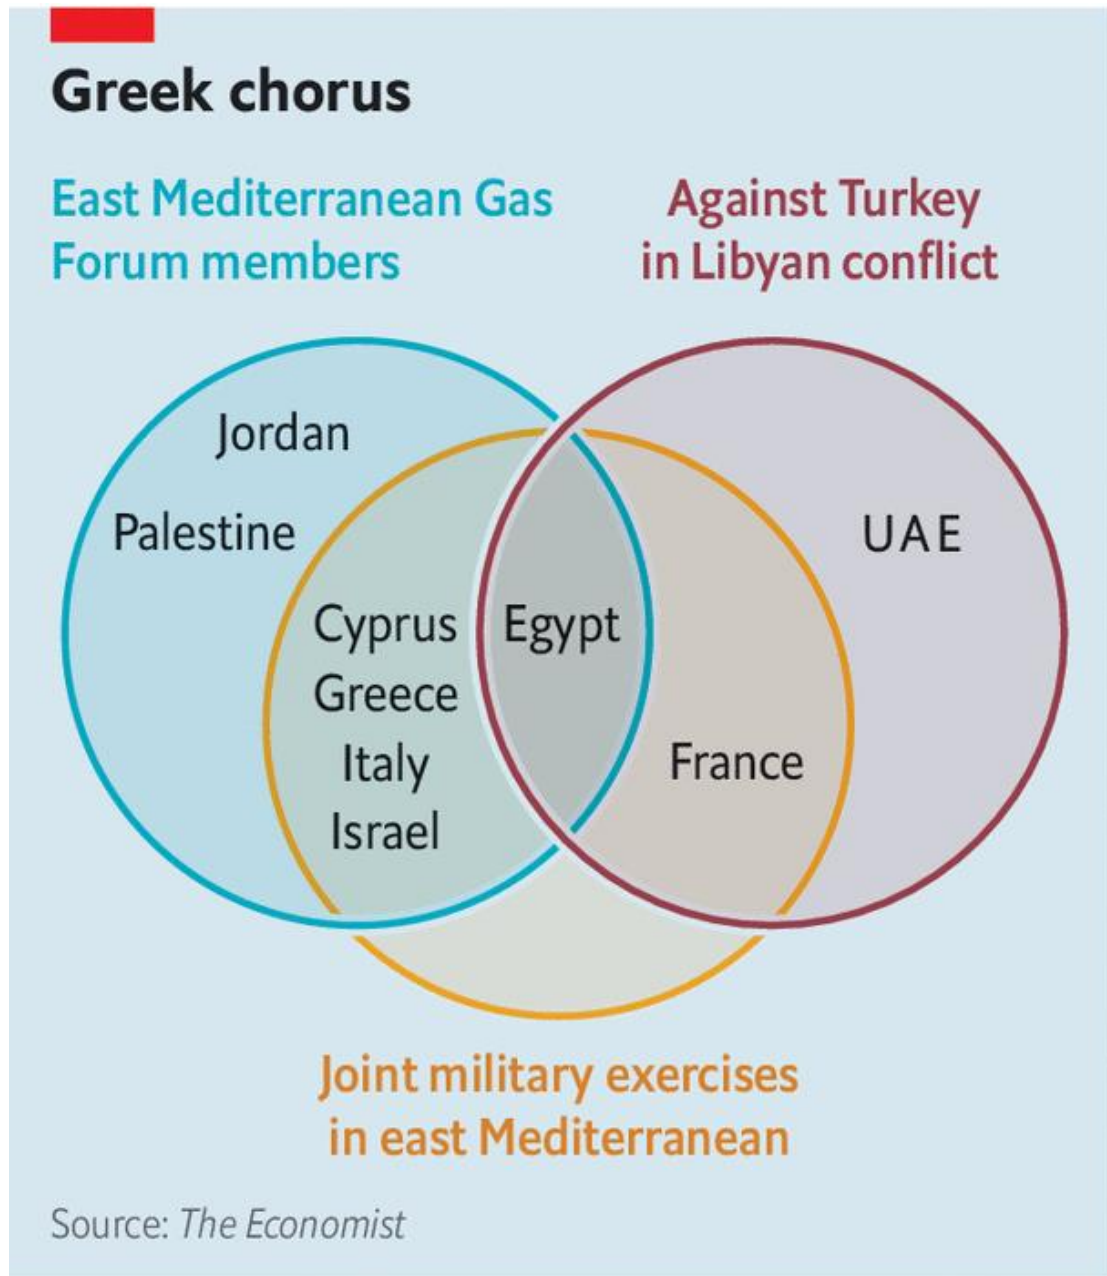 Greek chorus
East Mediterranean Gas
Forum members
Against Turkey
in Libyan conflict
Jordan
Palestine
UAE
Cyprus
Greece
Italy
Israel
Egypt
France
Joint military exercises
in east Mediterranean
Source: The Economist